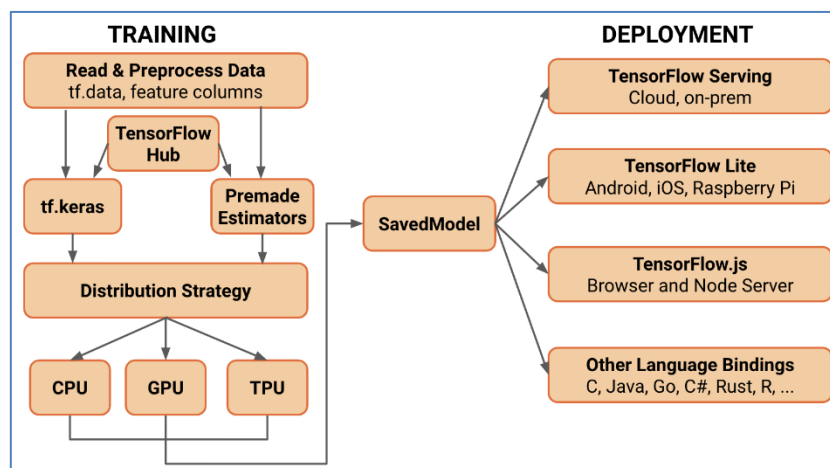 TRAINING
Read & Preprocess Data
tf.data, feature columns
TensorFlow
Hub
tf.keras
Premade
Estimators
Distribution Strategy
CPU
GPU
TPU
SavedModel
DEPLOYMENT
TensorFlow Serving
Cloud, on-prem
TensorFlow Lite
Android, iOS, Raspberry Pi
TensorFlow.js
Browser and Node Server
Other Language Bindings
C, Java, Go, C#, Rust, R, ...